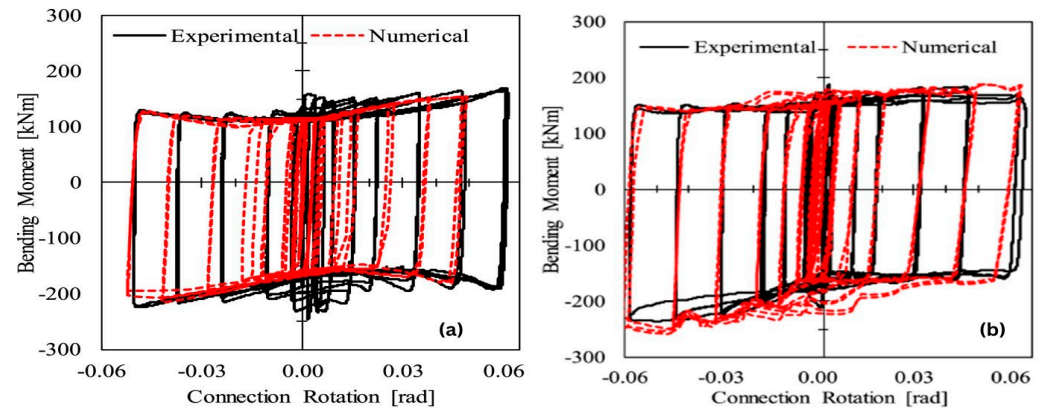 300
Experimental Numerical
200
100
0
-100
-200
-300
-0.06 -0.03 0.00 0.03 0.06
Bending Moment [kNm]
Connection Rotation [rad]
(a)
300
Experimental Numerical
200
100
0
-100
-200
-300
-0.06 -0.03 0.00 0.03 0.06
Bending Moment [kNm]
Connection Rotation [rad]
(b)